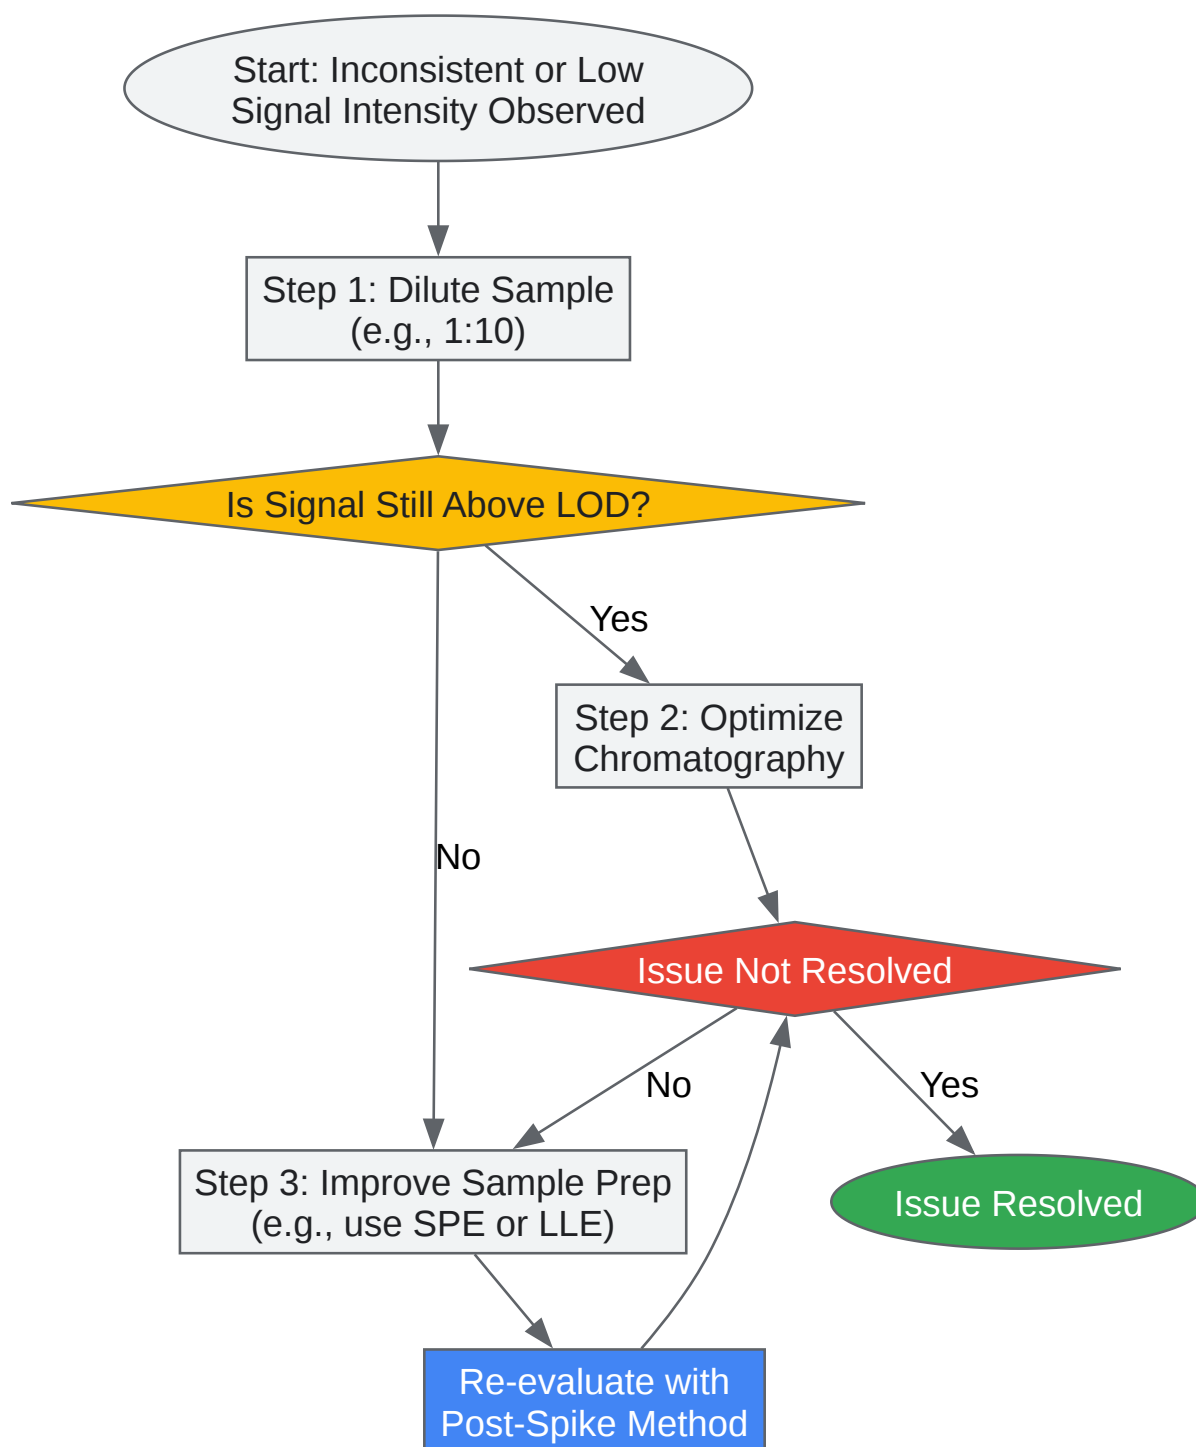 Start: Inconsistent or Low
Signal Intensity Observed
Step 1: Dilute Sample
(e.g., 1:10)
Is Signal Still Above LOD?
Yes
Step 2: Optimize
Chromatography
No
Issue Not Resolved
No
Yes
Step 3: Improve Sample Prep
(e.g., use SPE or LLE)
Issue Resolved
Re-evaluate with
Post-Spike Method